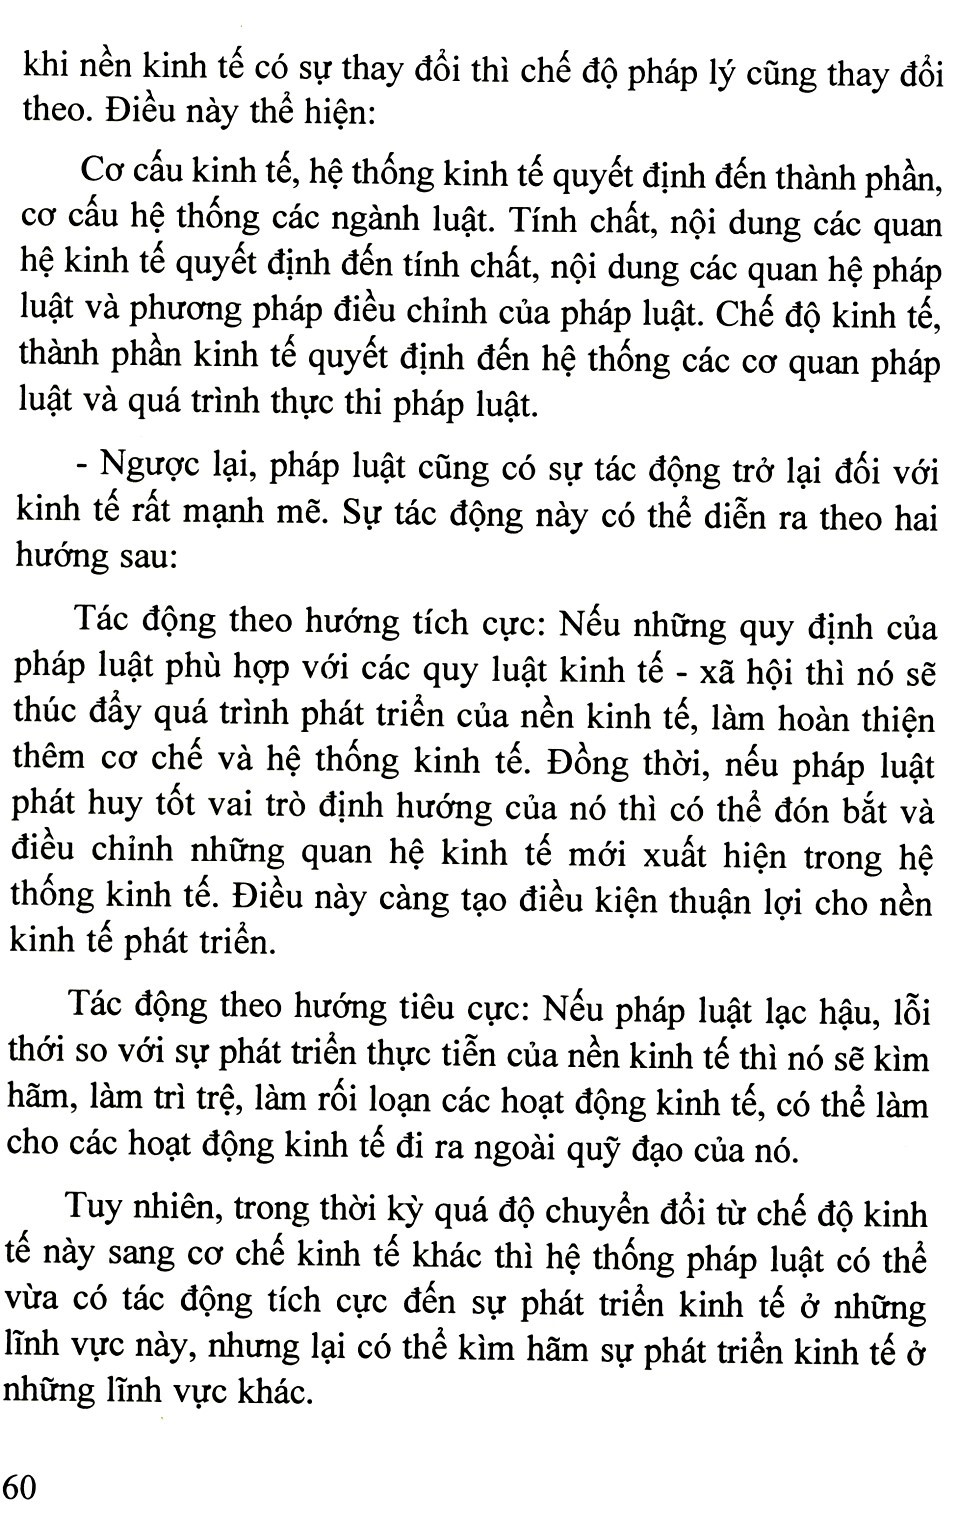 khi nền kinh tế có sự thay đổi thì chế độ pháp lý cũng thay đổi
theo. Điều này thể hiện:
Cơ cấu kinh tế, hệ thống kinh tế quyết định đến thành phần,
cơ cấu hệ thống các ngành luật. Tính chất, nội dung các quan
hệ kinh tế quyết định đến tính chất, nội dung các quan hệ pháp
luật và phương pháp điều chỉnh của pháp luật. Chế độ kinh tế,
thành phần kinh tế quyết định đến hệ thống các cơ quan pháp
luật và quá trình thực thi pháp luật.
- Ngược lại, pháp luật cũng có sự tác động trở lại đối với
kinh tế rất mạnh mẽ. Sự tác động này có thể diễn ra theo hai
hướng sau:
Tác động theo hướng tích cực: Nếu những quy định của
pháp luật phù hợp với các quy luật kinh tế - xã hội thì nó sẽ
thúc đẩy quá trình phát triển của nền kinh tế, làm hoàn thiện
thêm cơ chế và hệ thống kinh tế. Đồng thời, nếu pháp luật
phát huy tốt vai trò định hướng của nó thì có thể đón bắt và
điều chỉnh những quan hệ kinh tế mới xuất hiện trong hệ
thống kinh tế. Điều này càng tạo điều kiện thuận lợi cho nền
kinh tế phát triển.
Tác động theo hướng tiêu cực: Nếu pháp luật lạc hậu, lỗi
thới so với sự phát triển thực tiễn của nền kinh tế thì nó sẽ kìm
hãm, làm trì trệ, làm rối loạn các hoạt động kinh tế, có thể làm
cho các hoạt động kinh tế đi ra ngoài quỹ đạo của nó.
Tuy nhiên, trong thời kỳ quá độ chuyển đổi từ chế độ kinh
tế này sang cơ chế kinh tế khác thì hệ thống pháp luật có thể
vừa có tác động tích cực đến sự phát triển kinh tế ở những
lĩnh vực này, nhưng lại có thể kìm hãm sự phát triển kinh tế ở
những lĩnh vực khác.
60